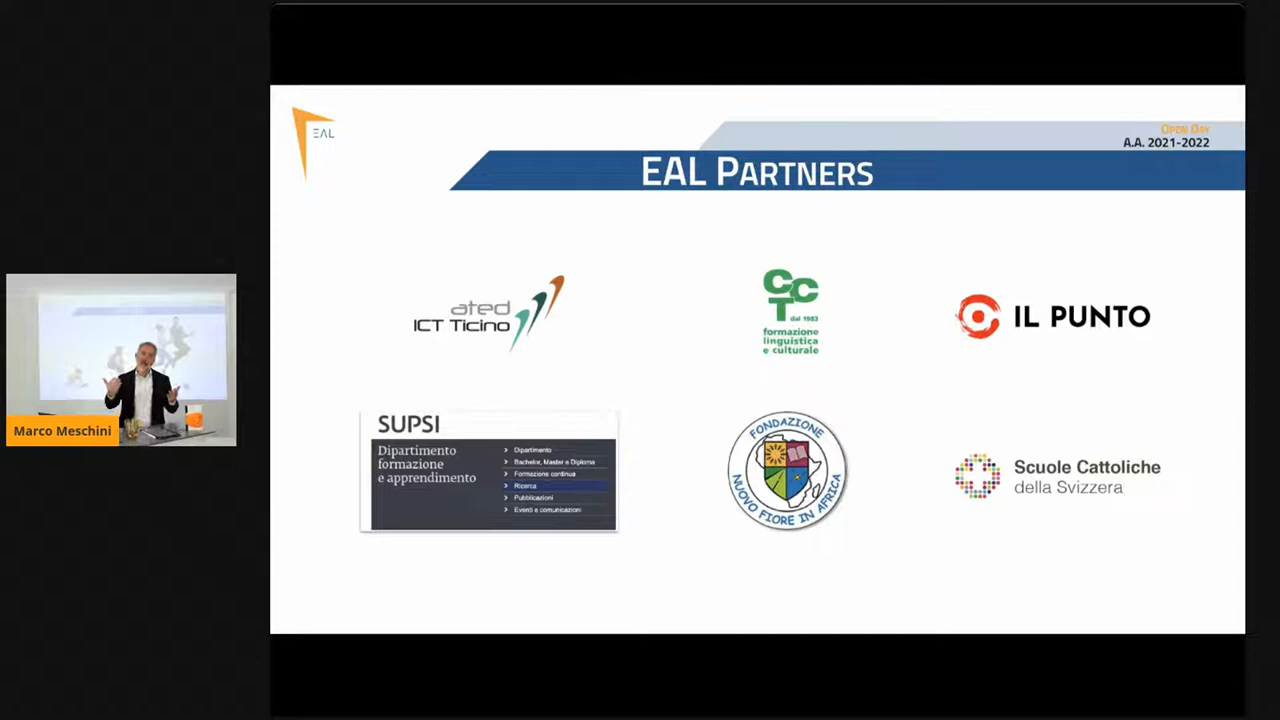 EAL
OPEN DAY
A.A. 2021-2022
EAL PARTNERS
ated
ICT Ticino
CCT
dal 1983
formazione
linguistica
e culturale
IL PUNTO
SUPSI
Dipartimento
formazione
e apprendimento
Dipartimento
Bachelor, Master e Diploma
Formazione continua
Ricerca
Pubblicazioni
Eventi e comunicazioni
FONDAZIONE
NUOVO FIORE IN AFRICA
Scuole Cattoliche
della Svizzera
Marco Meschini